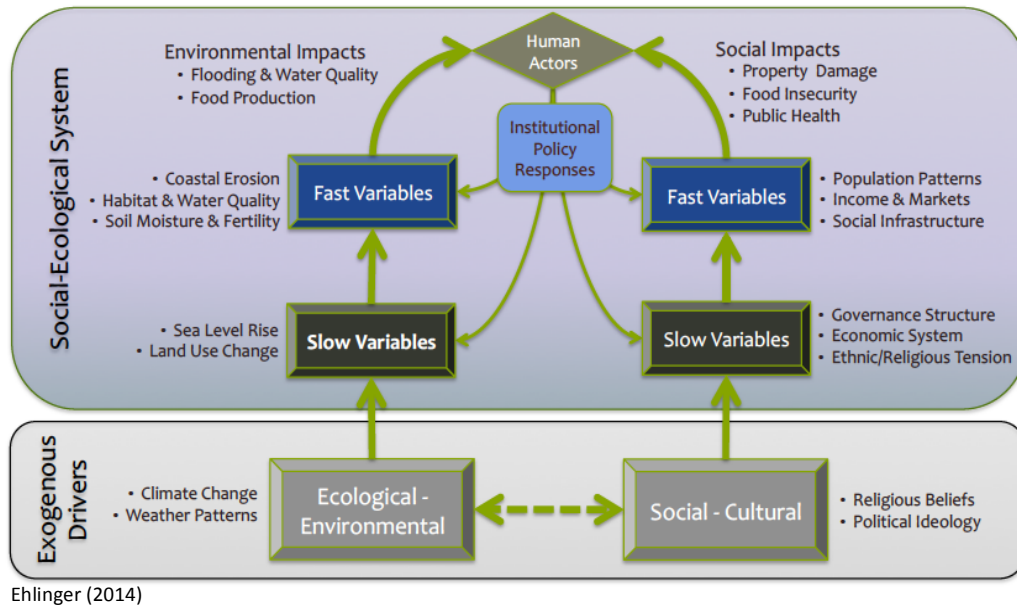 Social-Ecological System
Environmental Impacts
• Flooding & Water Quality
• Food Production
Human
Actors
Social Impacts
• Property Damage
• Food Insecurity
• Public Health
Institutional
Policy
Responses
• Coastal Erosion
• Habitat & Water Quality
• Soil Moisture & Fertility
Fast Variables
Fast Variables
• Population Patterns
• Income & Markets
• Social Infrastructure
• Sea Level Rise
• Land Use Change
Slow Variables
Slow Variables
• Governance Structure
• Economic System
• Ethnic/Religious Tension
Exogenous
Drivers
• Climate Change
• Weather Patterns
Ecological -
Environmental
Social - Cultural
• Religious Beliefs
• Political Ideology
Ehlinger (2014)